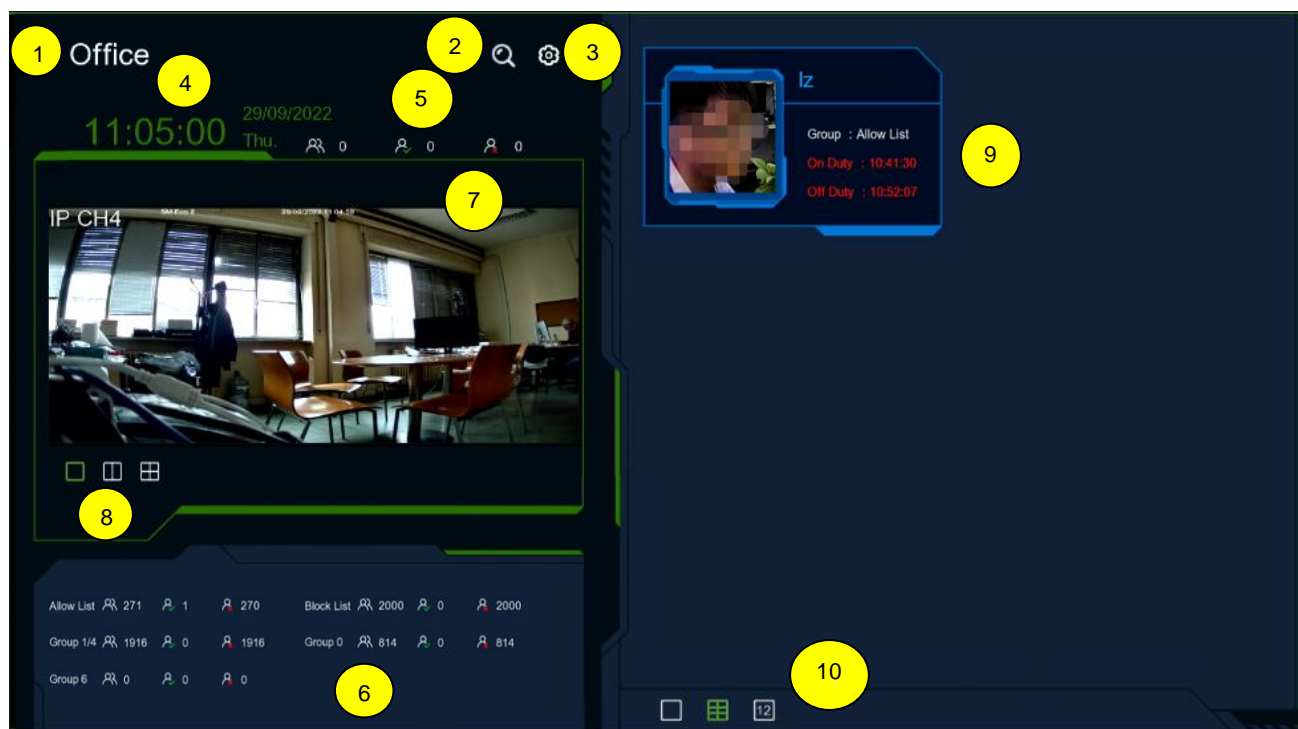 1 Office 2 3
4 5
11:05:00 29/09/2022
Thu. 0 0 0
7
IP CH4
8
Allow List 271 1 270 Block List 2000 0 2000
Group 1/4 1916 0 1916 Group 0 814 0 814
Group 6 0 0 0
6
Iz
Group : Allow List
On Duty : 10:41:30
Off Duty : 10:52:07
9
10
12